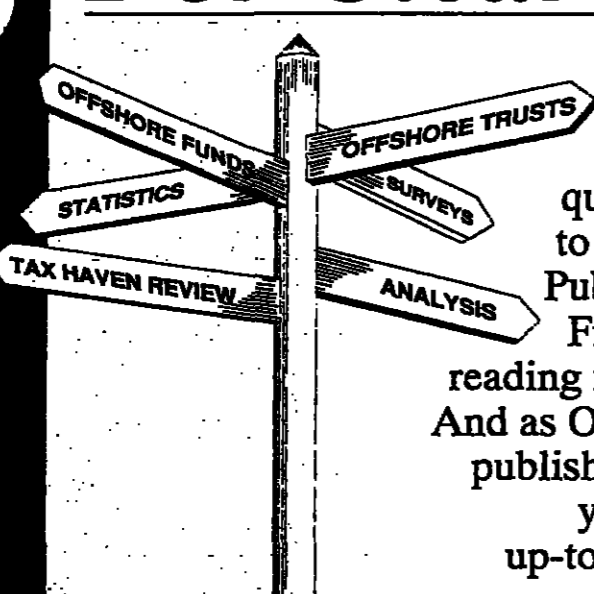 OFFSHORE FUNDS
OFFSHORE TRUSTS
STATISTICS
SURVEYS
TAX HAVEN REVIEW
ANALYSIS
qu
to
Pub
reading
And as O
publish
y
up-to